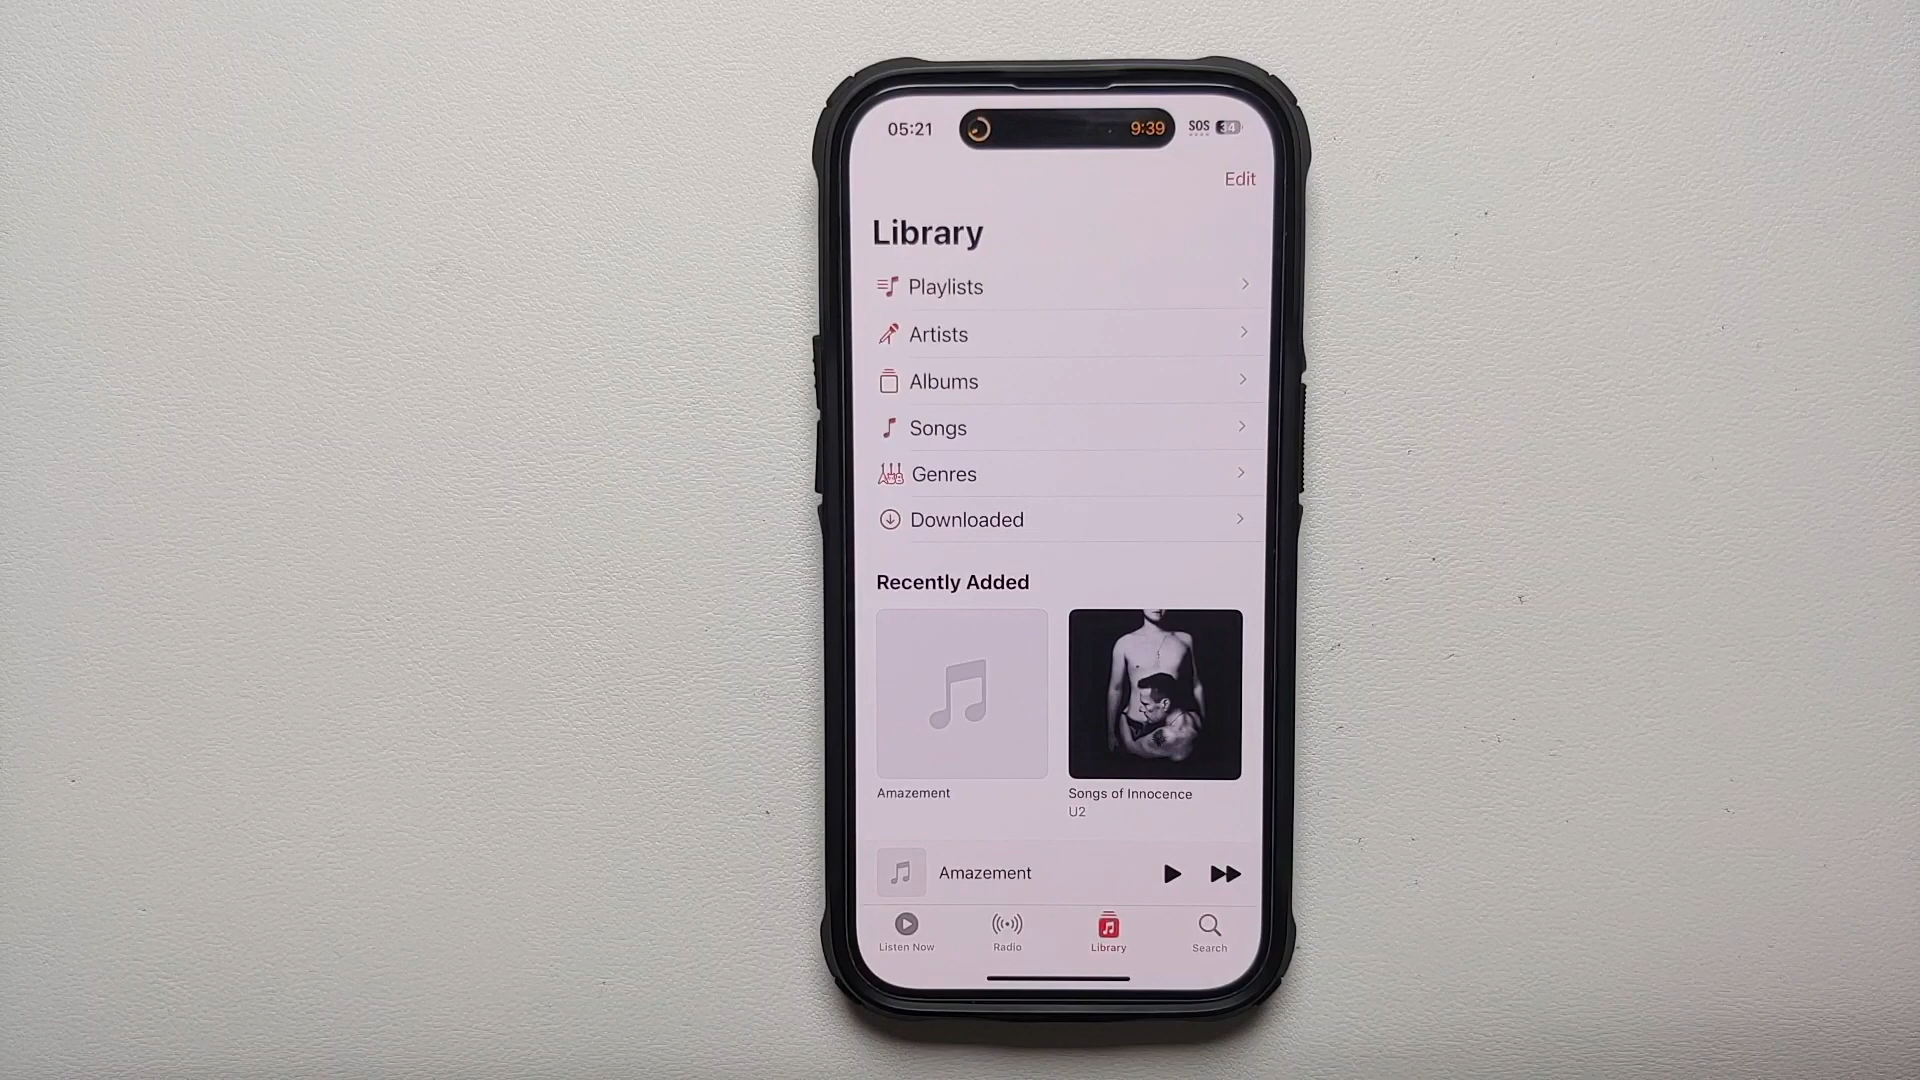 05:21
9:39
SOS
34
Edit
Library
Playlists
Artists
Albums
Songs
Genres
Downloaded
Recently Added
Amazement
Songs of Innocence
U2
Amazement
Listen Now
Radio
Library
Search